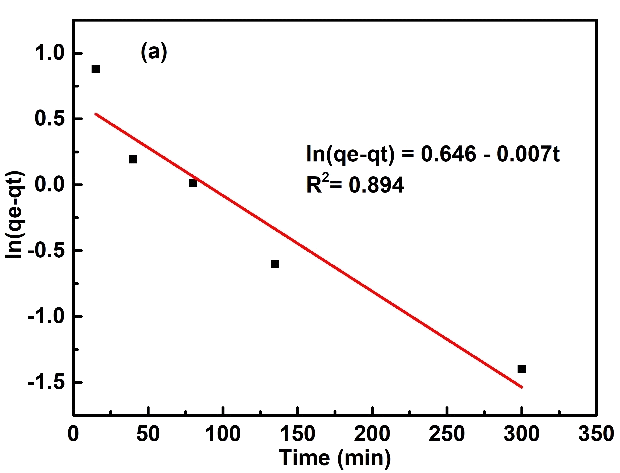 (a)
1.0
0.5
0.0
-0.5
-1.0
-1.5
ln(qe-qt)
ln(qe-qt) = 0.646 - 0.007t
R²= 0.894
0 50 100 150 200 250 300 350
Time (min)